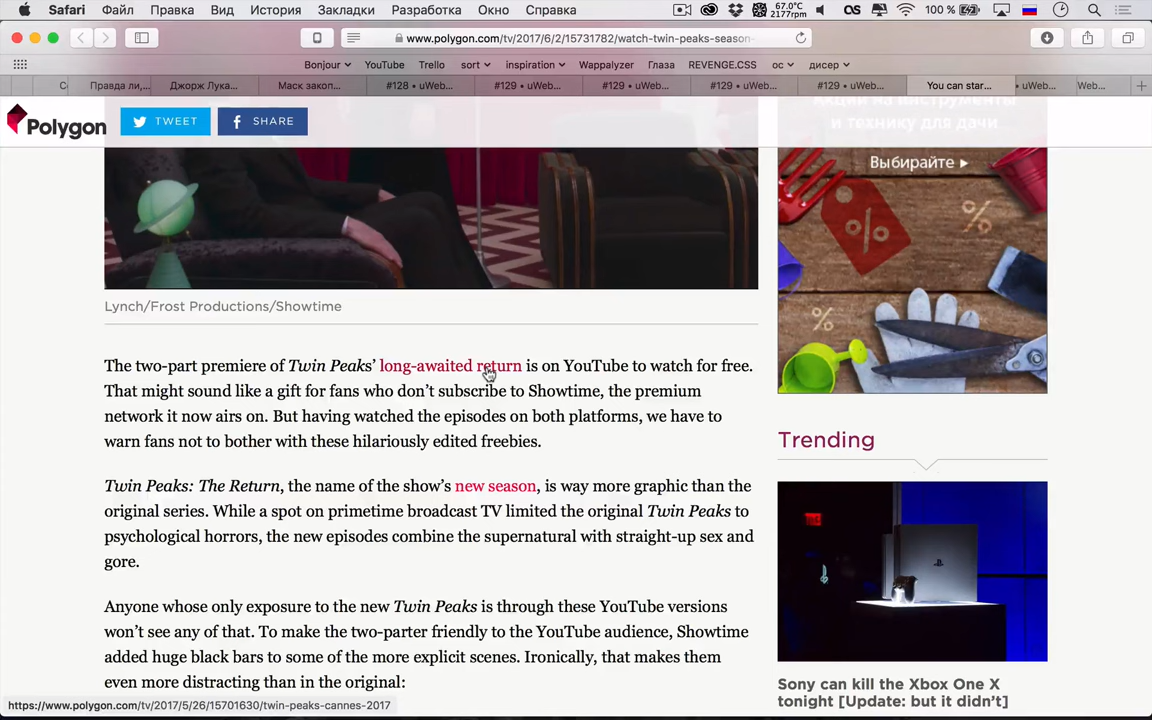 Safari Файл Правка Вид История Закладки Разработка Окно Справка 67.0°C 2177rpm 100 %
www.polygon.com/tv/2017/6/2/15731782/watch-twin-peaks-season-
Bonjour YouTube Trello sort inspiration Wappalyzer Глаза REVENGE.CSS ос дисер
Правда ли,... Джорж Лука... Маск закоп... #128 • uWeb... #129 • uWeb... #129 • uWeb... #129 • uWeb... #129 • uWeb... You can star... • uWeb... Web...
Polygon TWEET SHARE
Акции на инструменты
и технику для дачи
Выбирайте
%
%
%
Lynch/Frost Productions/Showtime
The two-part premiere of Twin Peaks’ long-awaited return is on YouTube to watch for free.
That might sound like a gift for fans who don’t subscribe to Showtime, the premium
network it now airs on. But having watched the episodes on both platforms, we have to
warn fans not to bother with these hilariously edited freebies.
Twin Peaks: The Return, the name of the show’s new season, is way more graphic than the
original series. While a spot on primetime broadcast TV limited the original Twin Peaks to
psychological horrors, the new episodes combine the supernatural with straight-up sex and
gore.
Anyone whose only exposure to the new Twin Peaks is through these YouTube versions
won’t see any of that. To make the two-parter friendly to the YouTube audience, Showtime
added huge black bars to some of the more explicit scenes. Ironically, that makes them
even more distracting than in the original:
Trending
Sony can kill the Xbox One X
tonight [Update: but it didn’t]
https://www.polygon.com/2017/5/26/15701630/twin-peaks-cannes-2017